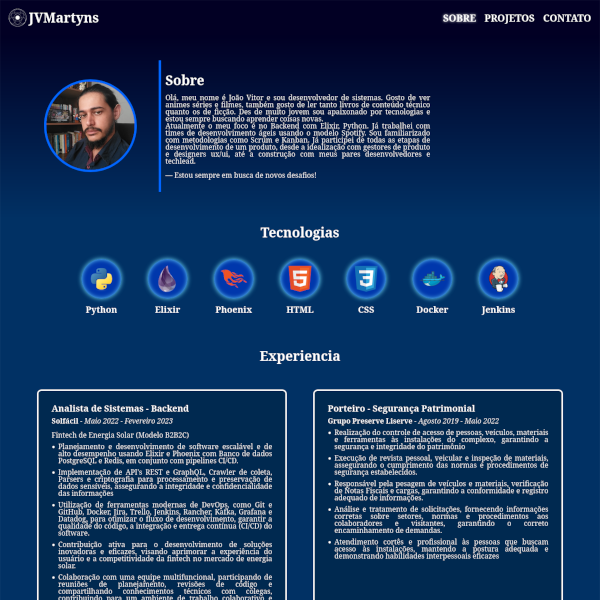 JVMartyns
SOBRE PROJETOS CONTATO
Sobre
Olá, meu nome é João Vitor e sou desenvolvedor de sistemas. Gosto de ver
animes séries e filmes, também gosto de ler tanto livros de conteúdo técnico
quanto os de ficção. Des de muito jovem sou apaixonado por tecnologias e
estou sempre buscando aprender coisas novas.
Atualmente o meu foco é no Backend com Elixir, Python. Já trabalhei com
times de desenvolvimento ágeis usando o modelo Spotify. Sou familiarizado
com metodologias como Scrum e Kanban. Já participei de todas as etapas de
desenvolvimento de um produto, desde a idealização com gestores de produto
e designers ux/ui, até a construção com meus pares desenvolvedores e
techlead.
— Estou sempre em busca de novos desafios!
Tecnologias
Python Elixir Phoenix HTML CSS Docker Jenkins
Experiencia
Analista de Sistemas - Backend
Solfácil - Maio 2022 - Fevereiro 2023
Fintech de Energia Solar (Modelo B2B2C)
• Planejamento e desenvolvimento de software escalável e de
alto desempenho usando Elixir e Phoenix com Banco de dados
PostgreSQL e Redis, em conjunto com pipelines CI/CD.
• Implementação de API's REST e GraphQL, Crawler de coleta,
Parsers e criptografia para processamento e preservação de
dados sensíveis, assegurando a integridade e confidencialidade
das informações
• Utilização de ferramentas modernas de DevOps, como Git e
GitHub, Docker, Jira, Trello, Jenkins, Rancher, Kafka, Grafana e
Datadog, para otimizar o fluxo de desenvolvimento, garantir a
qualidade do código, a integração e entrega contínua (CI/CD) do
software.
• Contribuição ativa para o desenvolvimento de soluções
inovadoras e eficazes, visando aprimorar a experiência do
usuário e a competitividade da fintech no mercado de energia
solar.
• Colaboração com uma equipe multifuncional, participando de
reuniões de planejamento, revisões de código e
compartilhando conhecimentos técnicos com colegas,
contribuindo para um ambiente de trabalho colaborativo e
Porteiro - Segurança Patrimonial
Grupo Preserve Liserve - Agosto 2019 - Maio 2022
• Realização do controle de acesso de pessoas, veículos, materiais
e ferramentas às instalações do complexo, garantindo a
segurança e integridade do patrimônio
• Execução de revista pessoal, veicular e inspeção de materiais,
assegurando o cumprimento das normas e procedimentos de
segurança estabelecidos.
• Responsável pela pesagem de veículos e materiais, verificação
de Notas Fiscais e cargas, garantindo a conformidade e registro
adequado de informações.
• Análise e tratamento de solicitações, fornecendo informações
corretas sobre setores, normas e procedimentos aos
colaboradores e visitantes, garantindo o correto
encaminhamento de demandas.
• Atendimento cortês e profissional às pessoas que buscam
acesso às instalações, mantendo a postura adequada e
demonstrando habilidades interpessoais eficazes